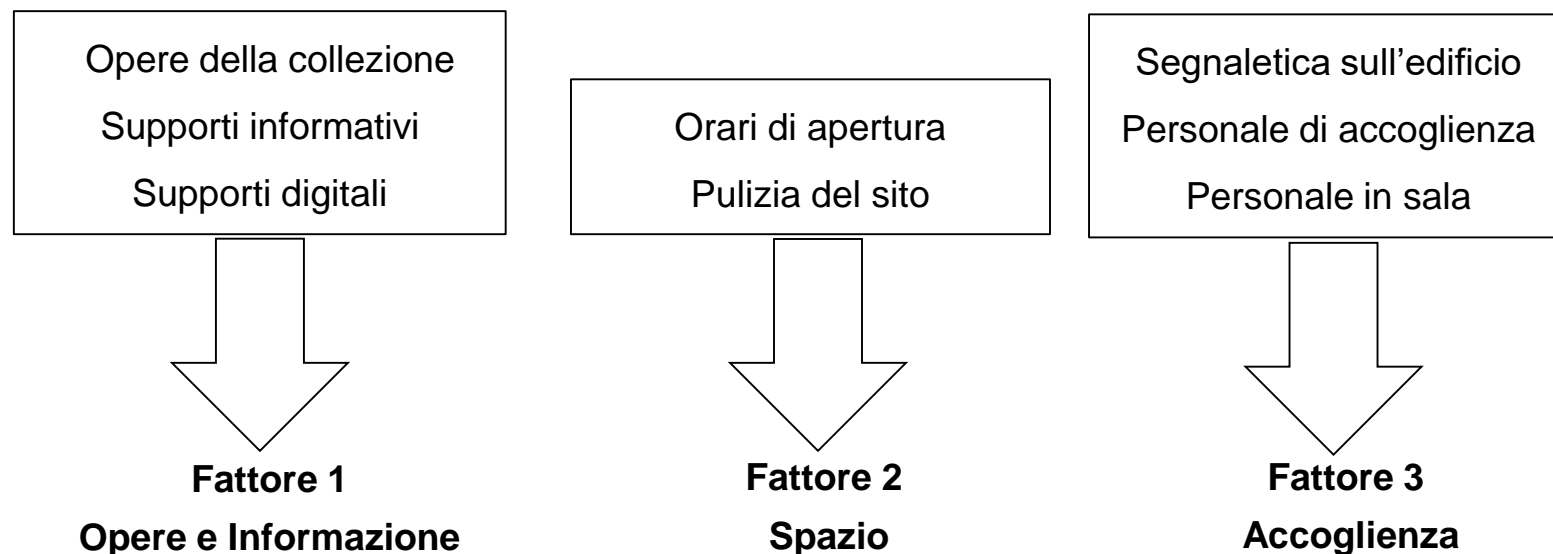 Opere della collezione
Supporti informativi
Supporti digitali
Fattore 1
Opere e Informazione
Orari di apertura
Pulizia del sito
Fattore 2
Spazio
Segnaletica sull'edificio
Personale di accoglienza
Personale in sala
Fattore 3
Accoglienza